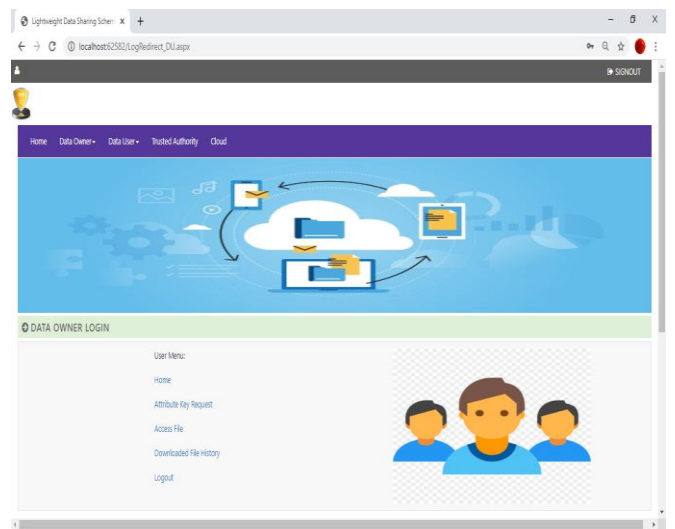 Lightweight Data Sharing Schem
localhost:62582/LogRedirect_DU.aspx
SIGNOUT
Home Data Owner Data User Trusted Authority Cloud
DATA OWNER LOGIN
User Menu:
Home
Attribute Key Request
Access File
Downloaded File History
Logout